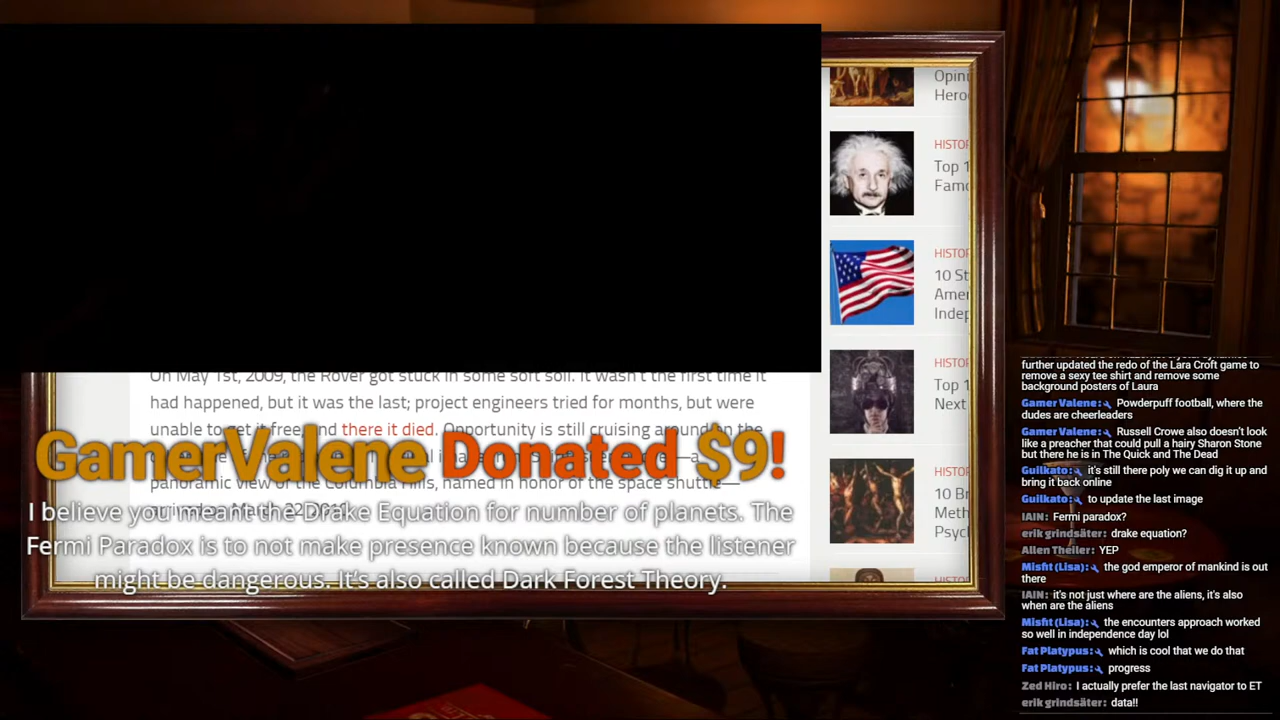 Opini
Hero
HISTOR
Top 1
Famo
HISTOR
10 St
Amer
Indep
HISTOR
Top 1
Next
HISTOR
10 Br
Meth
Psych
HISTOR
On May 1st, 2009, the Rover got stuck in some soft soil. It wasn't the first time it
had happened, but it was the last; project engineers tried for months, but were
unable to get it free, and there it died. Opportunity is still cruising around on the
panoramic view of the Columbia Hills, named in honor of the space shuttle—
March 22
GamerValene Donated $9!
I believe you meant the Drake Equation for number of planets. The
Fermi Paradox is to not make presence known because the listener
might be dangerous. It's also called Dark Forest Theory.
further updated the redo of the Lara Croft game to
remove a sexy tee shirt and remove some
background posters of Laura
Gamer Valene: Powderpuff football, where the
dudes are cheerleaders
Gamer Valene: Russell Crowe also doesn't look
like a preacher that could pull a hairy Sharon Stone
but there he is in The Quick and The Dead
Guilkato: it's still there poly we can dig it up and
bring it back online
Guilkato: to update the last image
IAIN: Fermi paradox?
erik grindsäter: drake equation?
Allen Theiler: YEP
Misfit (Lisa): the god emperor of mankind is out
there
IAIN: it's not just where are the aliens, it's also
when are the aliens
Misfit (Lisa): the encounters approach worked
so well in independence day lol
Fat Platypus: which is cool that we do that
Fat Platypus: progress
Zed Hiro: I actually prefer the last navigator to ET
erik grindsäter: data!!